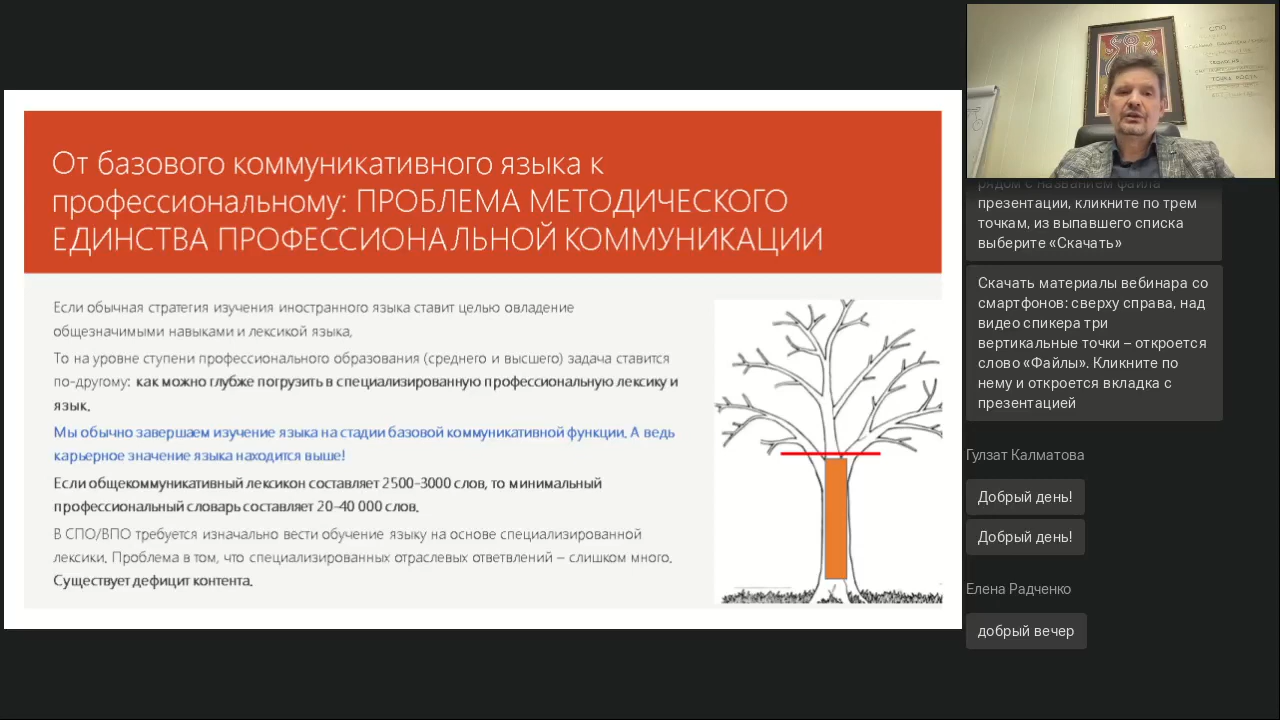 От базового коммуникативного языка к
профессиональному: ПРОБЛЕМА МЕТОДИЧЕСКОГО
ЕДИНСТВА ПРОФЕССИОНАЛЬНОЙ КОММУНИКАЦИИ
Если обычная стратегия изучения иностранного языка ставит целью овладение
общезначимыми навыками и лексикой языка,
То на уровне ступени профессионального образования (среднего и высшего) задача ставится
по-другому: как можно глубже погрузить в специализированную профессиональную лексику и
язык.
Мы обычно завершаем изучение языка на стадии базовой коммуникативной функции. А ведь
карьерное значение языка находится выше!
Если общекоммуникативный лексикон составляет 2500-3000 слов, то минимальный
профессиональный словарь составляет 20-40 000 слов.
В СПО/ВПО требуется изначально вести обучение языку на основе специализированной
лексики. Проблема в том, что специализированных отраслевых ответвлений – слишком много.
Существует дефицит контента.
СПО
ТОЧКА РОСТА
рядом с названием файла
презентации, кликните по трем
точкам, из выпавшего списка
выберите «Скачать»
Скачать материалы вебинара со
смартфонов: сверху справа, над
видео спикера три
вертикальные точки – откроется
слово «Файлы». Кликните по
нему и откроется вкладка с
презентацией
Гулзат Калматова
Добрый день!
Добрый день!
Елена Радченко
добрый вечер